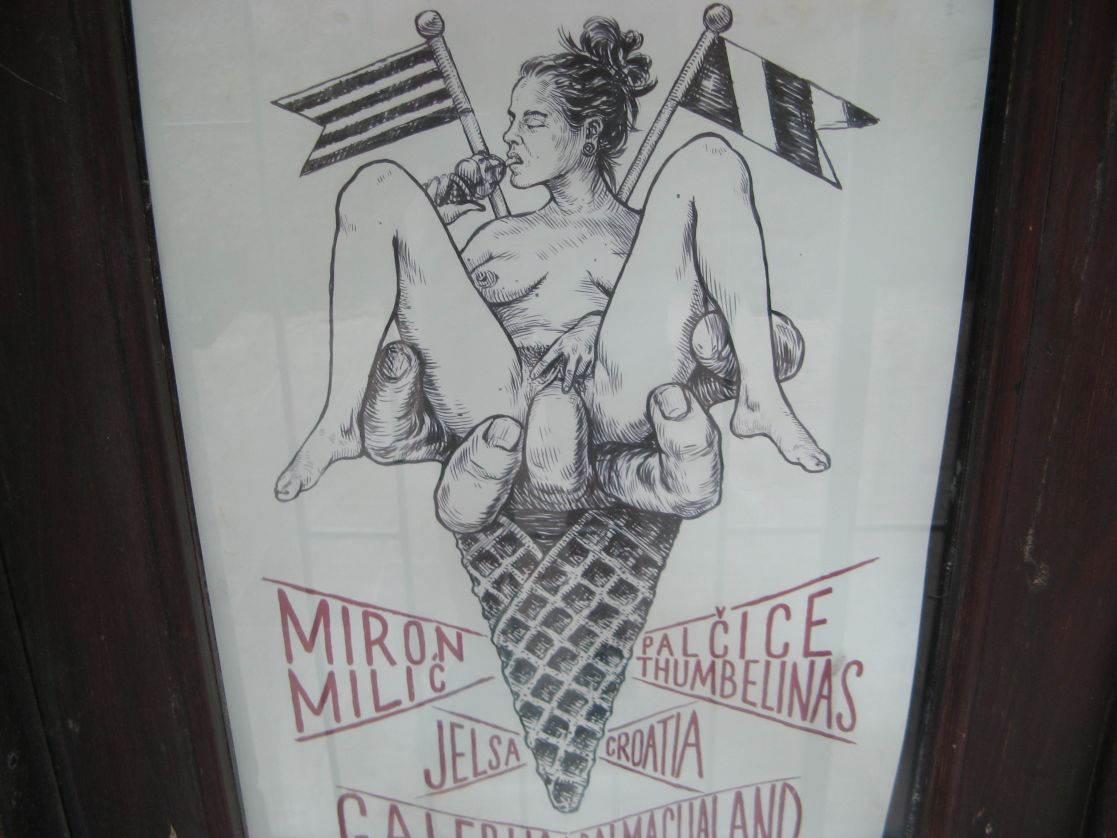 MIRON
MILIĆ
PALČICE
THUMBELINAS
JELSA
CROATIA